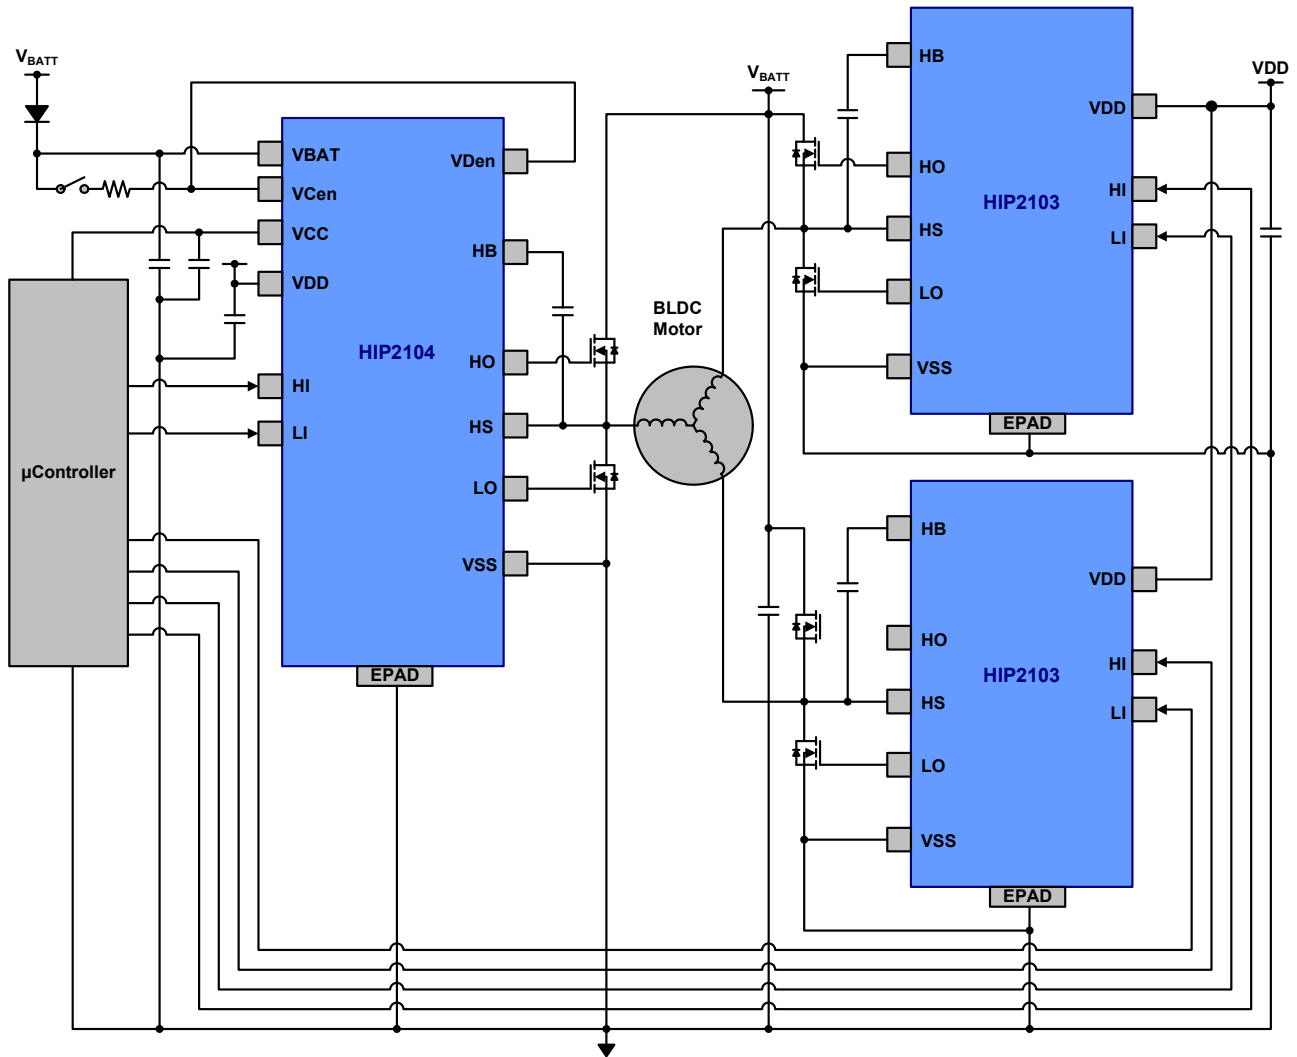 V_BATT
VBAT
VCen
VCC
VDD
HI
LI
VDen
HB
HO
HS
LO
VSS
HIP2104
EPAD
µController
BLDC
Motor
V_BATT
HB
HO
HS
LO
VSS
VDD
HI
LI
HIP2103
EPAD
VDD
HB
HO
HS
LO
VSS
VDD
HI
LI
HIP2103
EPAD